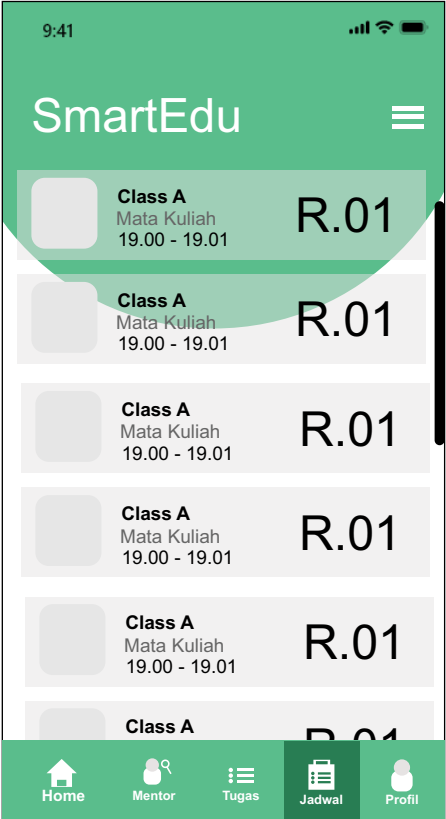 9:41
SmartEdu
Class A
Mata Kuliah
19.00 - 19.01
R.01
Class A
Mata Kuliah
19.00 - 19.01
R.01
Class A
Mata Kuliah
19.00 - 19.01
R.01
Class A
Mata Kuliah
19.00 - 19.01
R.01
Class A
Mata Kuliah
19.00 - 19.01
R.01
Class A
R.01
Home
Mentor
Tugas
Jadwal
Profil